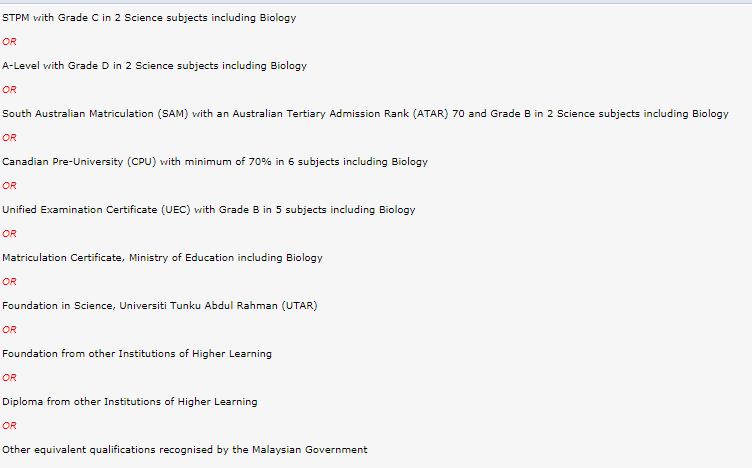 STPM with Grade C in 2 Science subjects including Biology
OR
A-Level with Grade D in 2 Science subjects including Biology
OR
South Australian Matriculation (SAM) with an Australian Tertiary Admission Rank (ATAR) 70 and Grade B in 2 Science subjects including Biology
OR
Canadian Pre-University (CPU) with minimum of 70% in 6 subjects including Biology
OR
Unified Examination Certificate (UEC) with Grade B in 5 subjects including Biology
OR
Matriculation Certificate, Ministry of Education including Biology
OR
Foundation in Science, Universiti Tunku Abdul Rahman (UTAR)
OR
Foundation from other Institutions of Higher Learning
OR
Diploma from other Institutions of Higher Learning
OR
Other equivalent qualifications recognised by the Malaysian Government